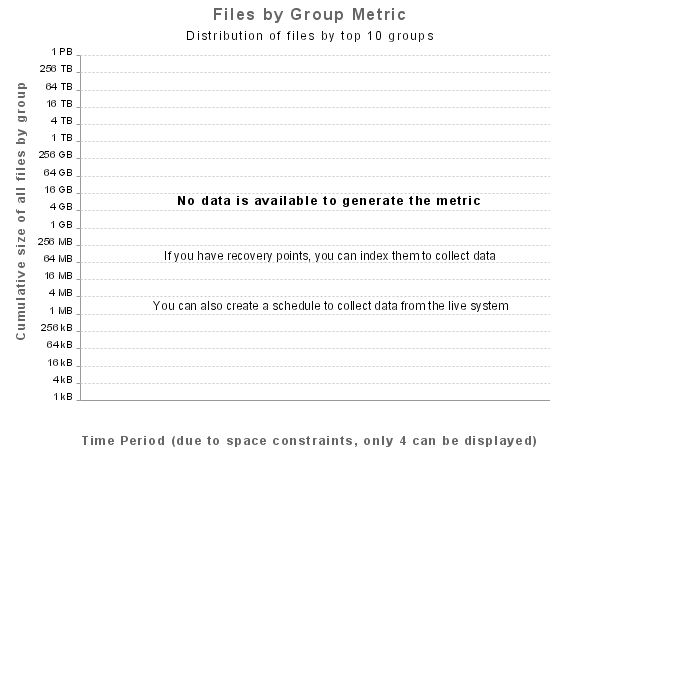 Files by Group Metric
Distribution of files by top 10 groups
Cumulative size of all files by group
1 PB
256 TB
64 TB
16 TB
4 TB
1 TB
256 GB
64 GB
16 GB
4 GB
1 GB
256 MB
64 MB
16 MB
4 MB
1 MB
256 kB
64 kB
16 kB
4 kB
1 kB
No data is available to generate the metric
If you have recovery points, you can index them to collect data
You can also create a schedule to collect data from the live system
Time Period (due to space constraints, only 4 can be displayed)